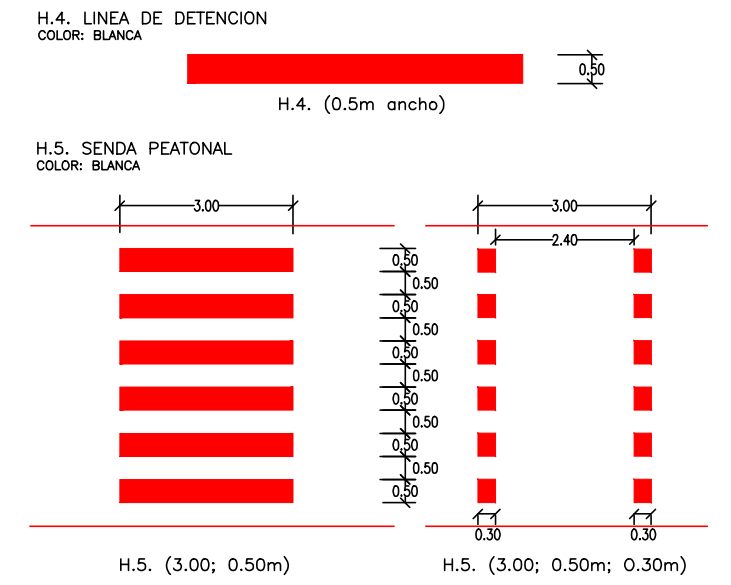 H.4. LINEA DE DETENCION
COLOR: BLANCA
0.50
H.4. (0.5m ancho)
H.5. SENDA PEATONAL
COLOR: BLANCA
3.00
3.00
2.40
0.50
0.50
0.50
0.50
0.50
0.50
0.50
0.50
0.50
0.50
0.50
0.30
0.30
H.5. (3.00; 0.50m)
H.5. (3.00; 0.50m; 0.30m)